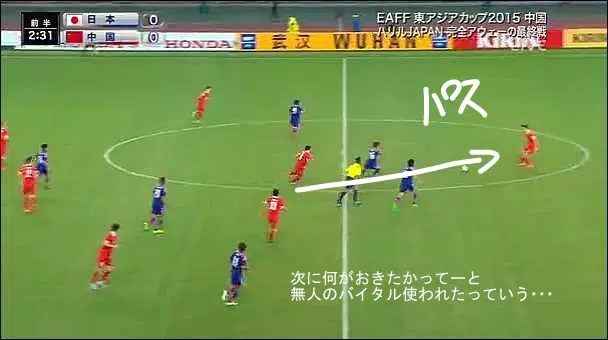 前半
2:31
日本 0
中国 0
EAFF 東アジアカップ2015 中国
ハリルJAPAN 完全アウェーの最終戦
武汉 WUHAN
KIRIN
パス
次に何がおきたかってーと
無人のバイタル使われたっていう・・・